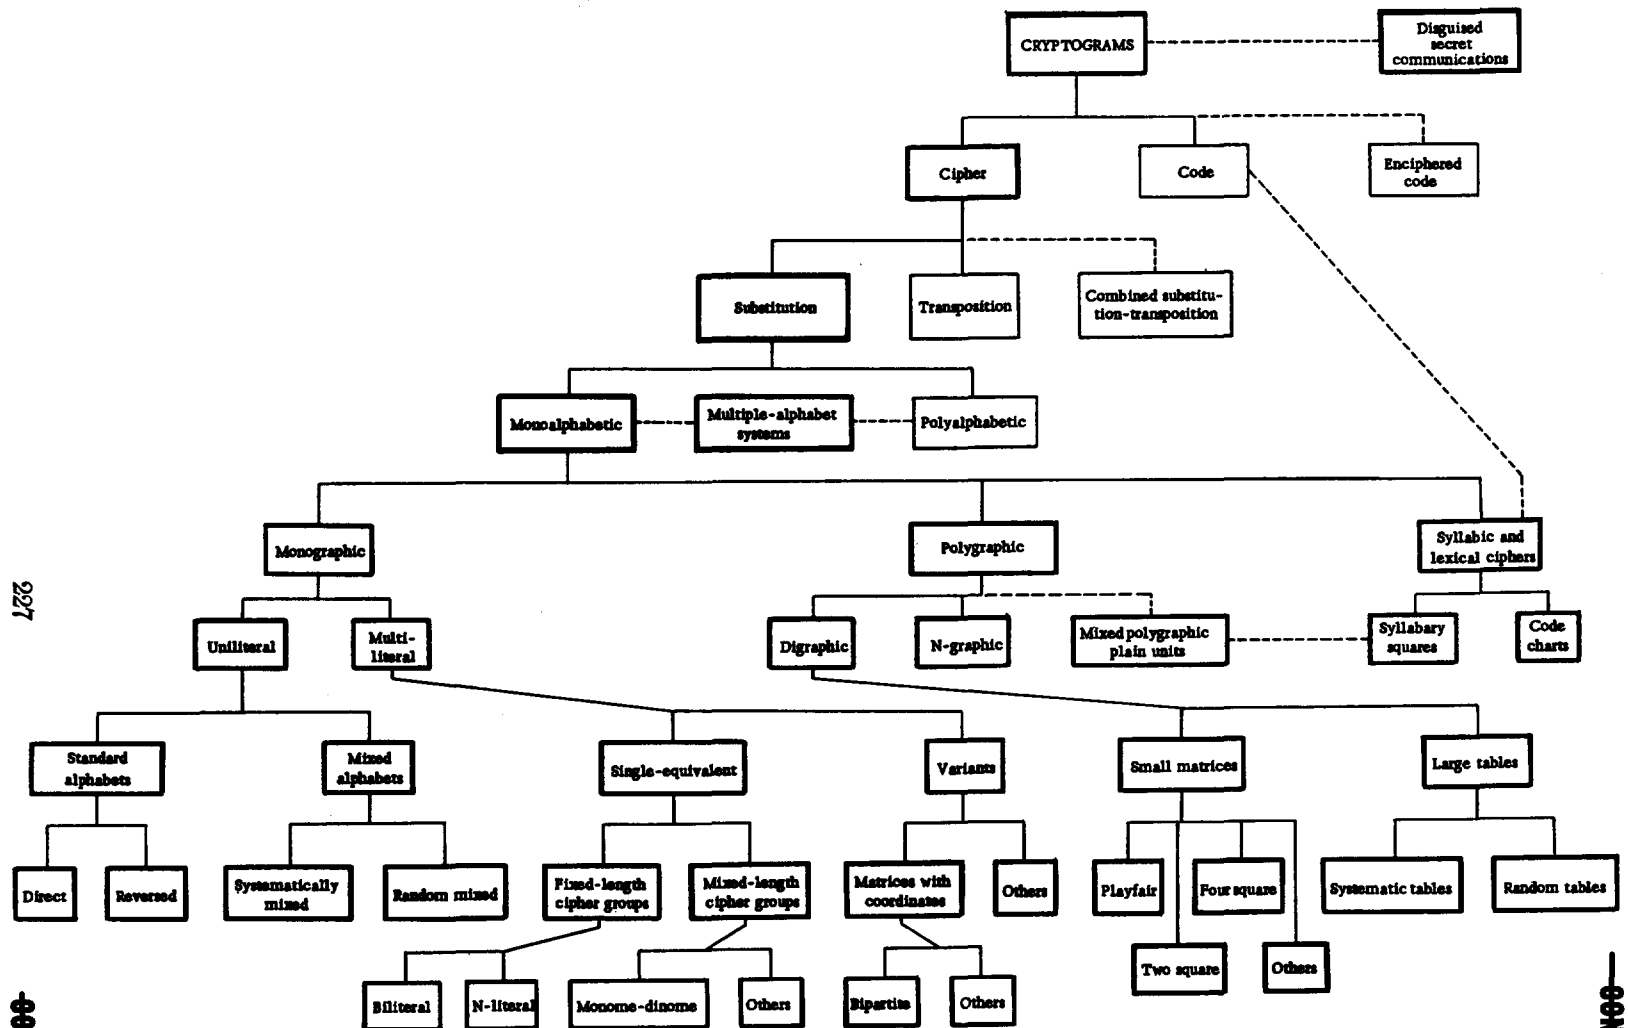 CRYPTOGRAMS
Disguised
secret
communications
Cipher
Code
Enciphered
code
Substitution
Transposition
Combined substitu-
tion-transposition
Monoalphabetic
Multiple-alphabet
systems
Polyalphabetic
Monographic
Polygraphic
Syllabic and
lexical ciphers
227
Uniliteral
Multi-
literal
Digraphic
N-graphic
Mixed polygraphic
plain units
Syllabary
squares
Code
charts
Standard
alphabets
Mixed
alphabets
Single-equivalent
Variants
Small matrices
Large tables
Direct
Reversed
Systematically
mixed
Random mixed
Fixed-length
cipher groups
Mixed-length
cipher groups
Matrices with
coordinates
Others
Playfair
Four square
Systematic tables
Random tables
Two square
Others
Biliteral
N-literal
Monome-dinome
Others
Bipartite
Others